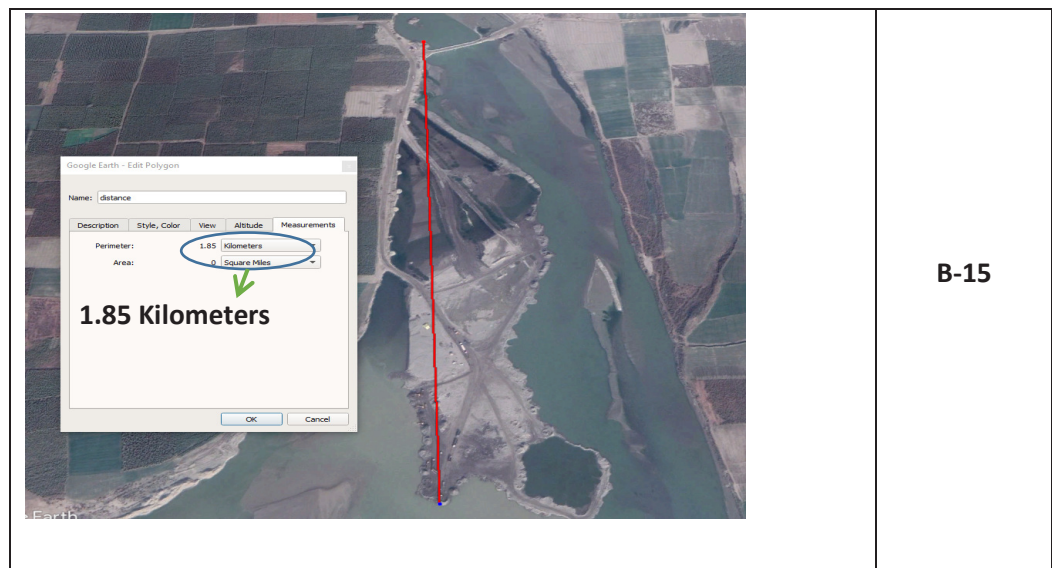 Google Earth - Edit Polygon
Name: distance
Description Style, Color View Altitude Measurements
Perimeter: 1.85 Kilometers
Area: 0 Square Miles
1.85 Kilometers
OK Cancel
Earth
B-15